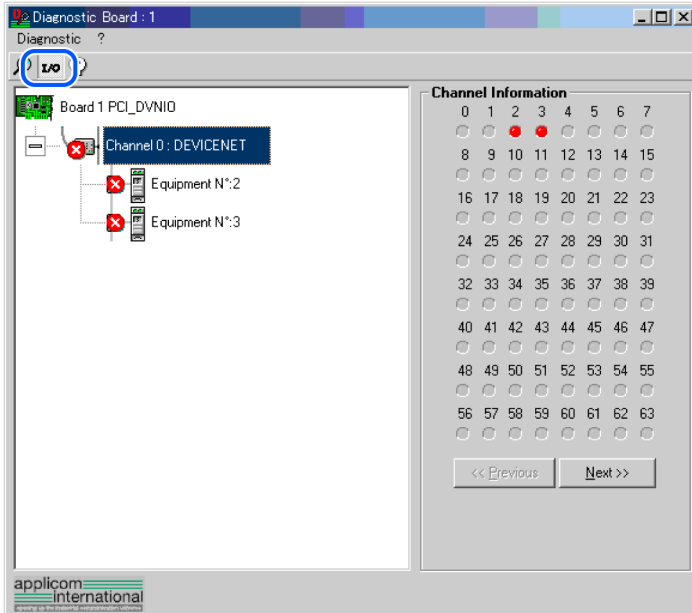 Diagnostic Board : 1
Diagnostic ?
I/O
Board 1 PCI_DVNIO
Channel 0 : DEVICENET
Equipment N°:2
Equipment N°:3
Channel Information
0 1 2 3 4 5 6 7
8 9 10 11 12 13 14 15
16 17 18 19 20 21 22 23
24 25 26 27 28 29 30 31
32 33 34 35 36 37 38 39
40 41 42 43 44 45 46 47
48 49 50 51 52 53 54 55
56 57 58 59 60 61 62 63
<< Previous Next >>
applicom
international